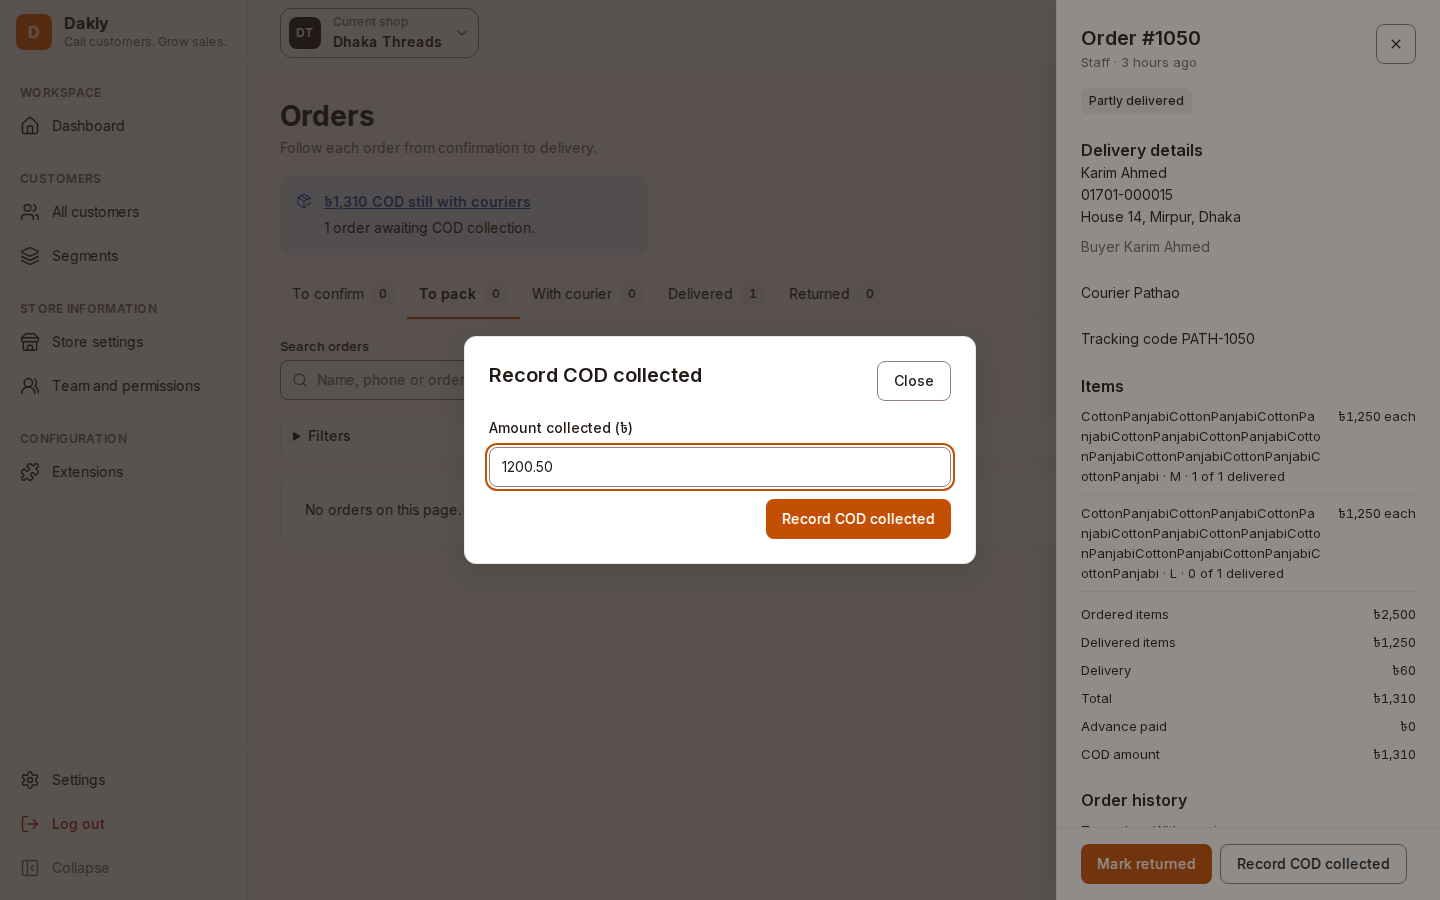 D
Dakly
Call customers. Grow sales.
WORKSPACE
Dashboard
CUSTOMERS
All customers
Segments
STORE INFORMATION
Store settings
Team and permissions
CONFIGURATION
Extensions
Settings
Log out
Collapse
DT
Current shop
Dhaka Threads
Orders
Follow each order from confirmation to delivery.
৳1,310 COD still with couriers
1 order awaiting COD collection.
To confirm 0 To pack 0 With courier 0 Delivered 1 Returned 0
Search orders
Name, phone or order
Filters
No orders on this page.
Record COD collected
Close
Amount collected (৳)
1200.50
Record COD collected
Order #1050
Staff · 3 hours ago
Partly delivered
Delivery details
Karim Ahmed
01701-000015
House 14, Mirpur, Dhaka
Buyer Karim Ahmed
Courier Pathao
Tracking code PATH-1050
Items
CottonPanjabiCottonPanjabiCottonPa ৳1,250 each
njabiCottonPanjabiCottonPanjabiCotto
nPanjabiCottonPanjabiCottonPanjabiC
ottonPanjabi · M · 1 of 1 delivered
CottonPanjabiCottonPanjabiCottonPa ৳1,250 each
njabiCottonPanjabiCottonPanjabiCotto
nPanjabiCottonPanjabiCottonPanjabiC
ottonPanjabi · L · 0 of 1 delivered
Ordered items ৳2,500
Delivered items ৳1,250
Delivery ৳60
Total ৳1,310
Advance paid ৳0
COD amount ৳1,310
Order history
Mark returned
Record COD collected